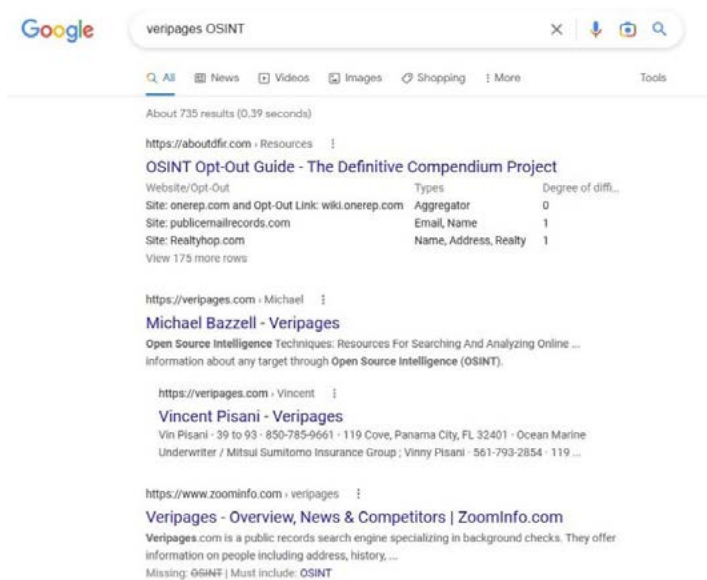 Google
veripages OSINT
All News Videos Images Shopping More Tools
About 735 results (0.39 seconds)
https://aboutdfir.com › Resources
OSINT Opt-Out Guide - The Definitive Compendium Project
Website/Opt-Out Types Degree of diffi...
Site: onerep.com and Opt-Out Link: wiki.onerep.com Aggregator 0
Site: publicemailrecords.com Email, Name 1
Site: Realtyhop.com Name, Address, Realty 1
View 175 more rows
https://veripages.com › Michael
Michael Bazzell - Veripages
Open Source Intelligence Techniques: Resources For Searching And Analyzing Online ...
information about any target through Open Source Intelligence (OSINT).
https://veripages.com › Vincent
Vincent Pisani - Veripages
Vin Pisani · 39 to 93 · 850-785-9661 · 119 Cove, Panama City, FL 32401 · Ocean Marine
Underwriter / Mitsui Sumitomo Insurance Group ; Vinny Pisani · 561-793-2854 · 119 ...
https://www.zoominfo.com › veripages
Veripages - Overview, News & Competitors | ZoomInfo.com
Veripages.com is a public records search engine specializing in background checks. They offer
information on people including address, history, ...
Missing: OSINT | Must include: OSINT